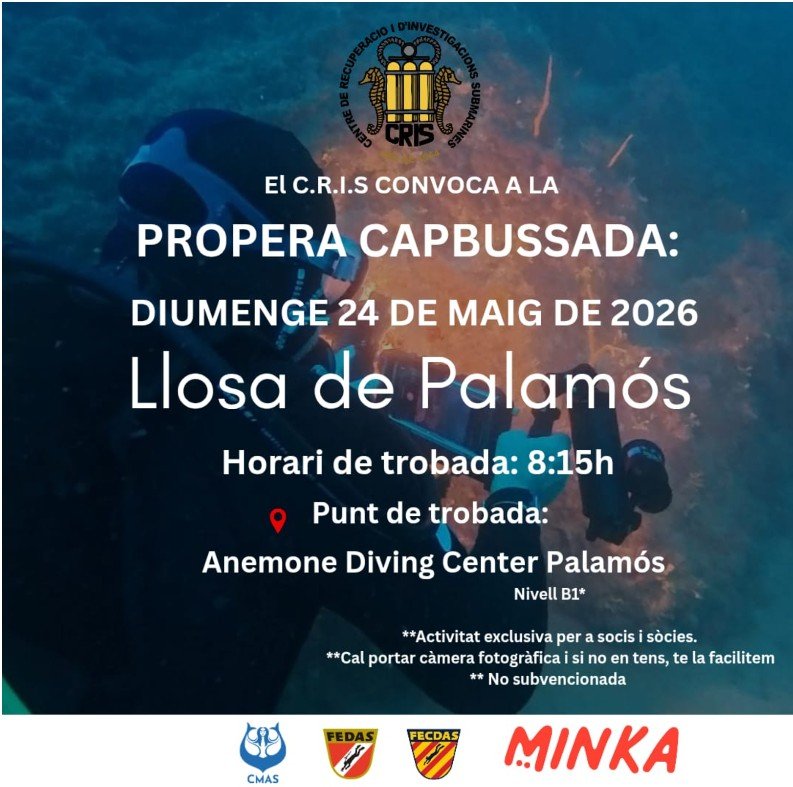 CENTRE DE RECUPERACIO I D'INVESTIGACIONS SUBMARINES
CRIS
El C.R.I.S CONVOCA A LA
PROPERA CAPBUSSADA:
DIUMENGE 24 DE MAIG DE 2026
Llosa de Palamós
Horari de trobada: 8:15h
Punt de trobada:
Anemone Diving Center Palamós
Nivell B1*
**Activitat exclusiva per a socis i sòcies.
**Cal portar càmera fotogràfica i si no en tens, te la facilitem
** No subvencionada
CMAS
FEDAS
FECDAS
MINKA